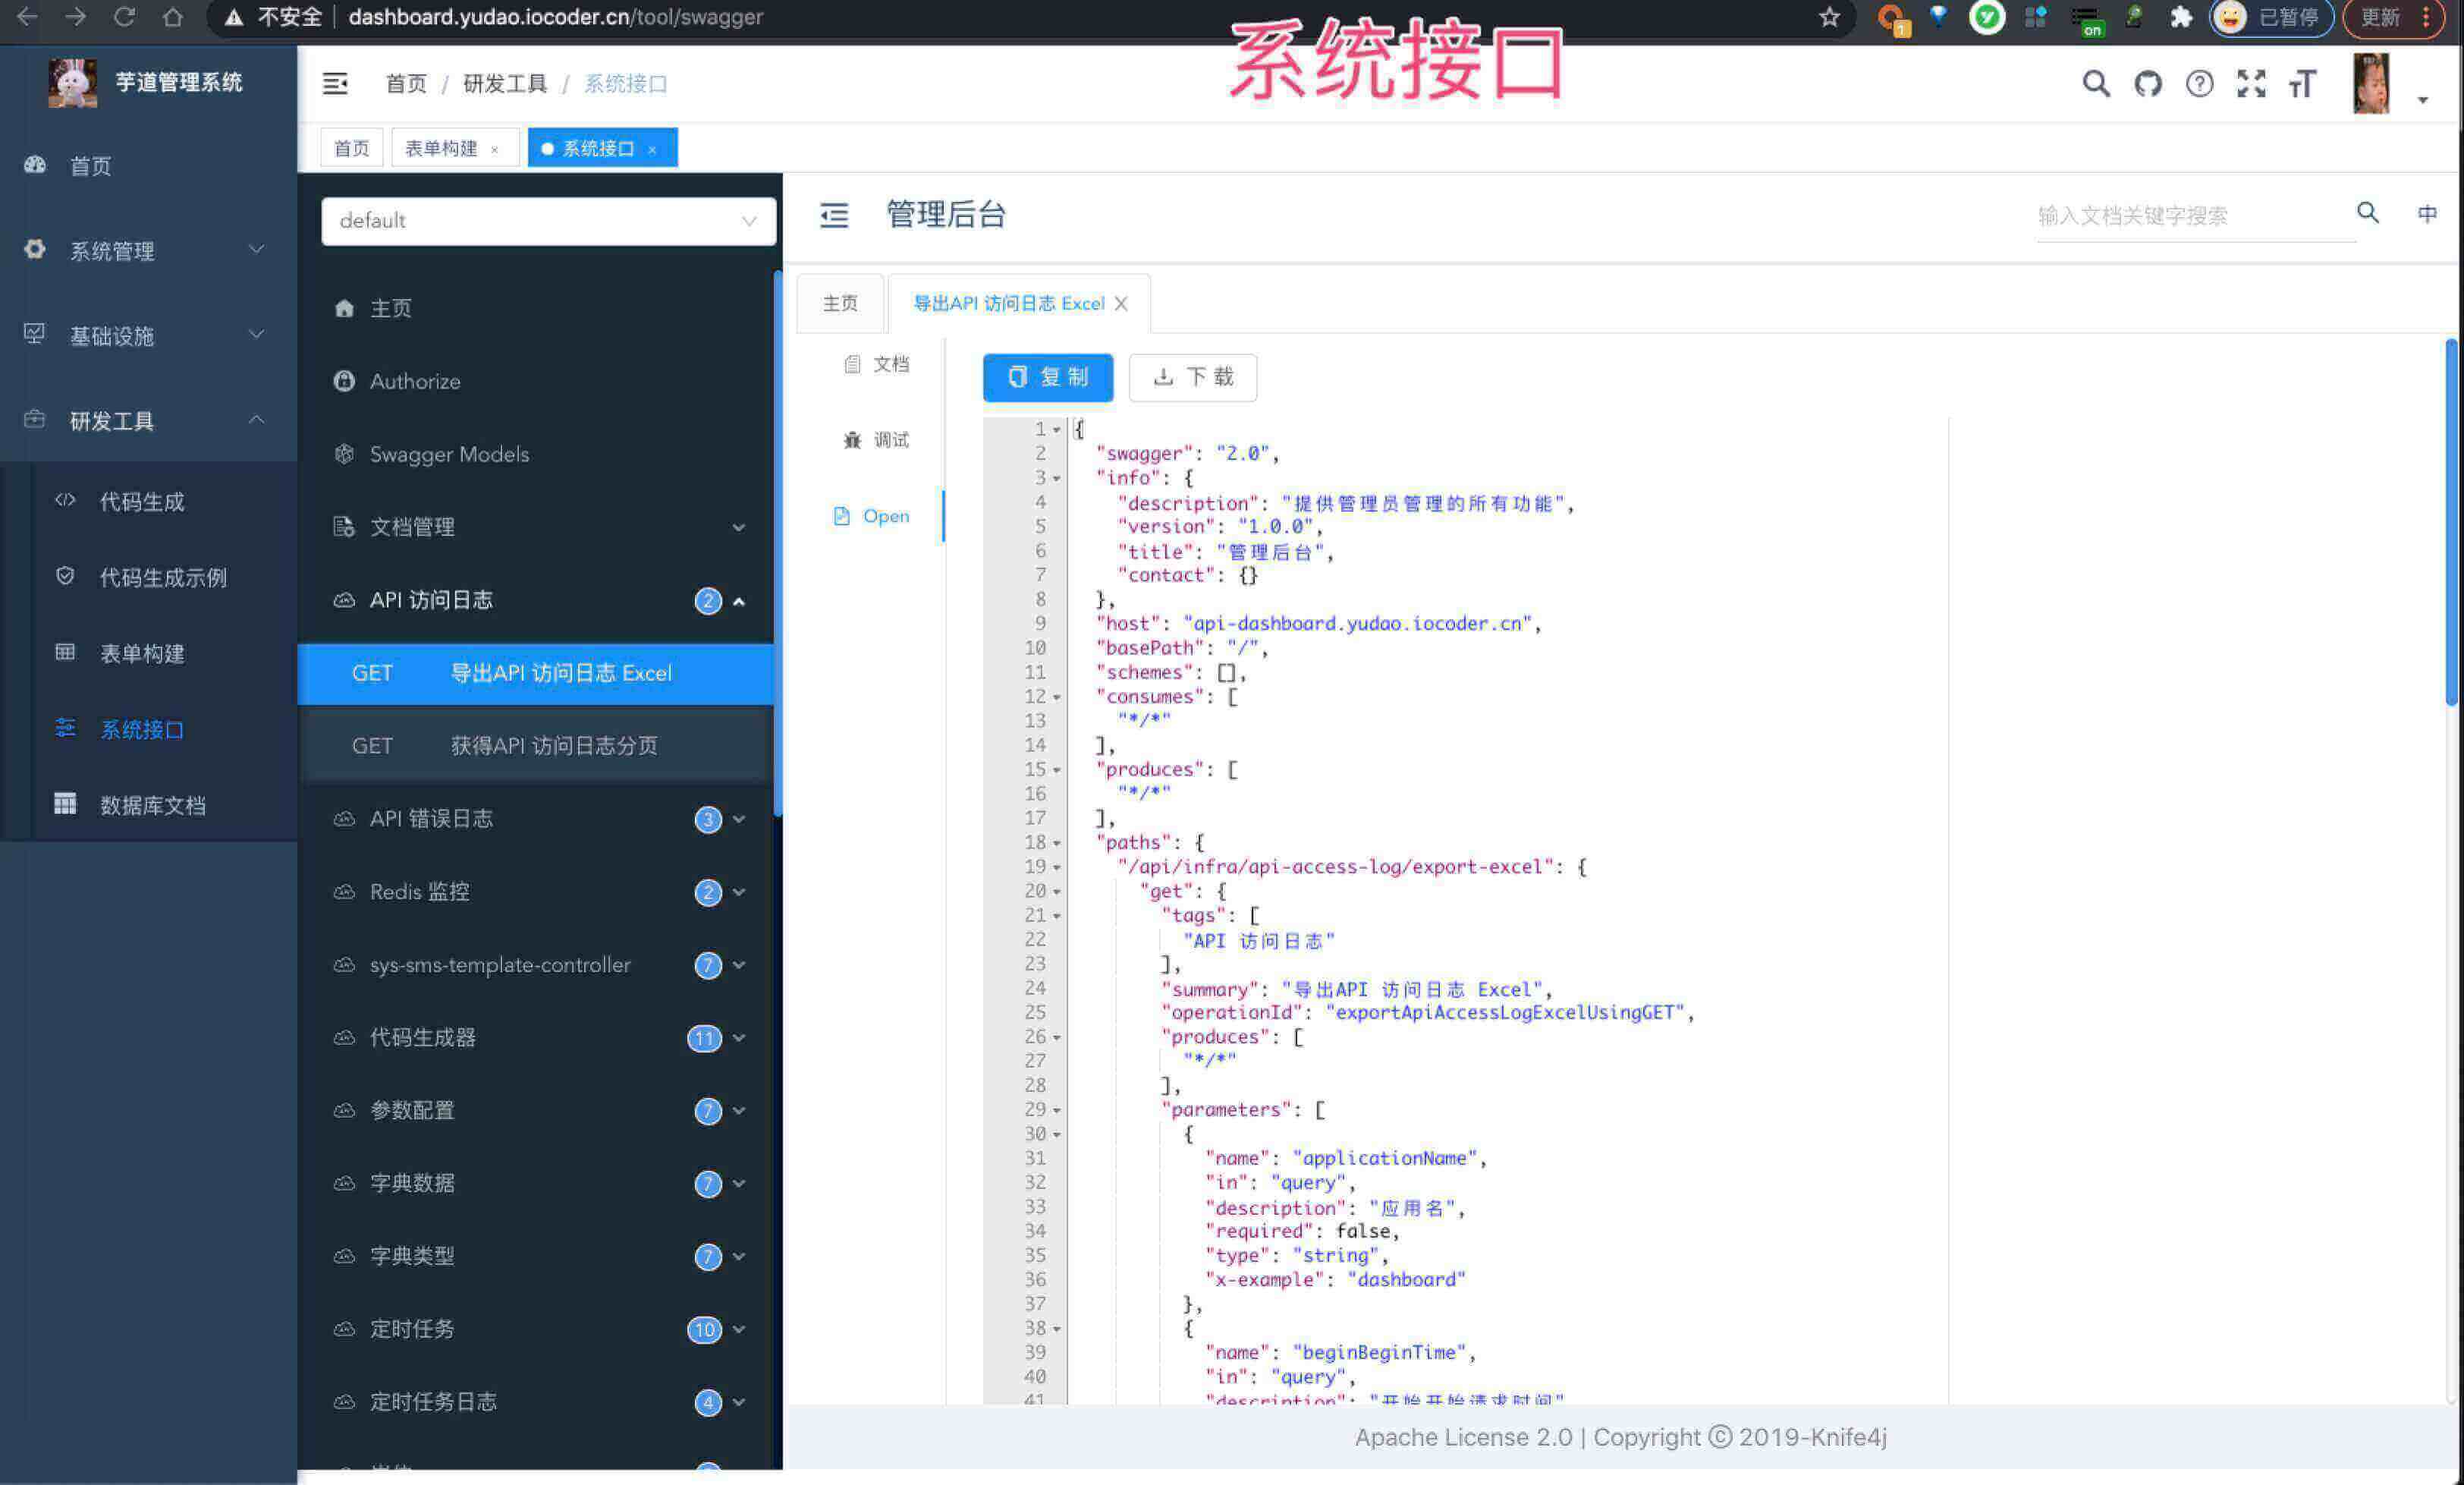 不安全 | dashboard.yudao.iocoder.cn/tool/swagger
1
on
已暂停
更新
系统接口
芋道管理系统
首页 / 研发工具 / 系统接口
首页
表单构建 ×
系统接口 ×
首页
系统管理
基础设施
研发工具
代码生成
代码生成示例
表单构建
系统接口
数据库文档
default
主页
Authorize
Swagger Models
文档管理
API 访问日志 2
GET 导出API 访问日志 Excel
GET 获得API 访问日志分页
API 错误日志 3
Redis 监控 2
sys-sms-template-controller 7
代码生成器 11
参数配置 7
字典数据 7
字典类型 7
定时任务 10
定时任务日志 4
管理后台
输入文档关键字搜索
中
主页
导出API 访问日志 Excel
文档
调试
Open
复 制
下 载
1 {
2 "swagger": "2.0",
3 "info": {
4 "description": "提供管理员管理的所有功能",
5 "version": "1.0.0",
6 "title": "管理后台",
7 "contact": {}
8 },
9 "host": "api-dashboard.yudao.iocoder.cn",
10 "basePath": "/",
11 "schemes": [],
12 "consumes": [
13 "*/*"
14 ],
15 "produces": [
16 "*/*"
17 ],
18 "paths": {
19 "/api/infra/api-access-log/export-excel": {
20 "get": {
21 "tags": [
22 "API 访问日志"
23 ],
24 "summary": "导出API 访问日志 Excel",
25 "operationId": "exportApiAccessLogExcelUsingGET",
26 "produces": [
27 "*/*"
28 ],
29 "parameters": [
30 {
31 "name": "applicationName",
32 "in": "query",
33 "description": "应用名",
34 "required": false,
35 "type": "string",
36 "x-example": "dashboard"
37 },
38 {
39 "name": "beginBeginTime",
40 "in": "query",
41 "description": "开始开始请求时间"
Apache License 2.0 | Copyright ⓒ 2019-Knife4j